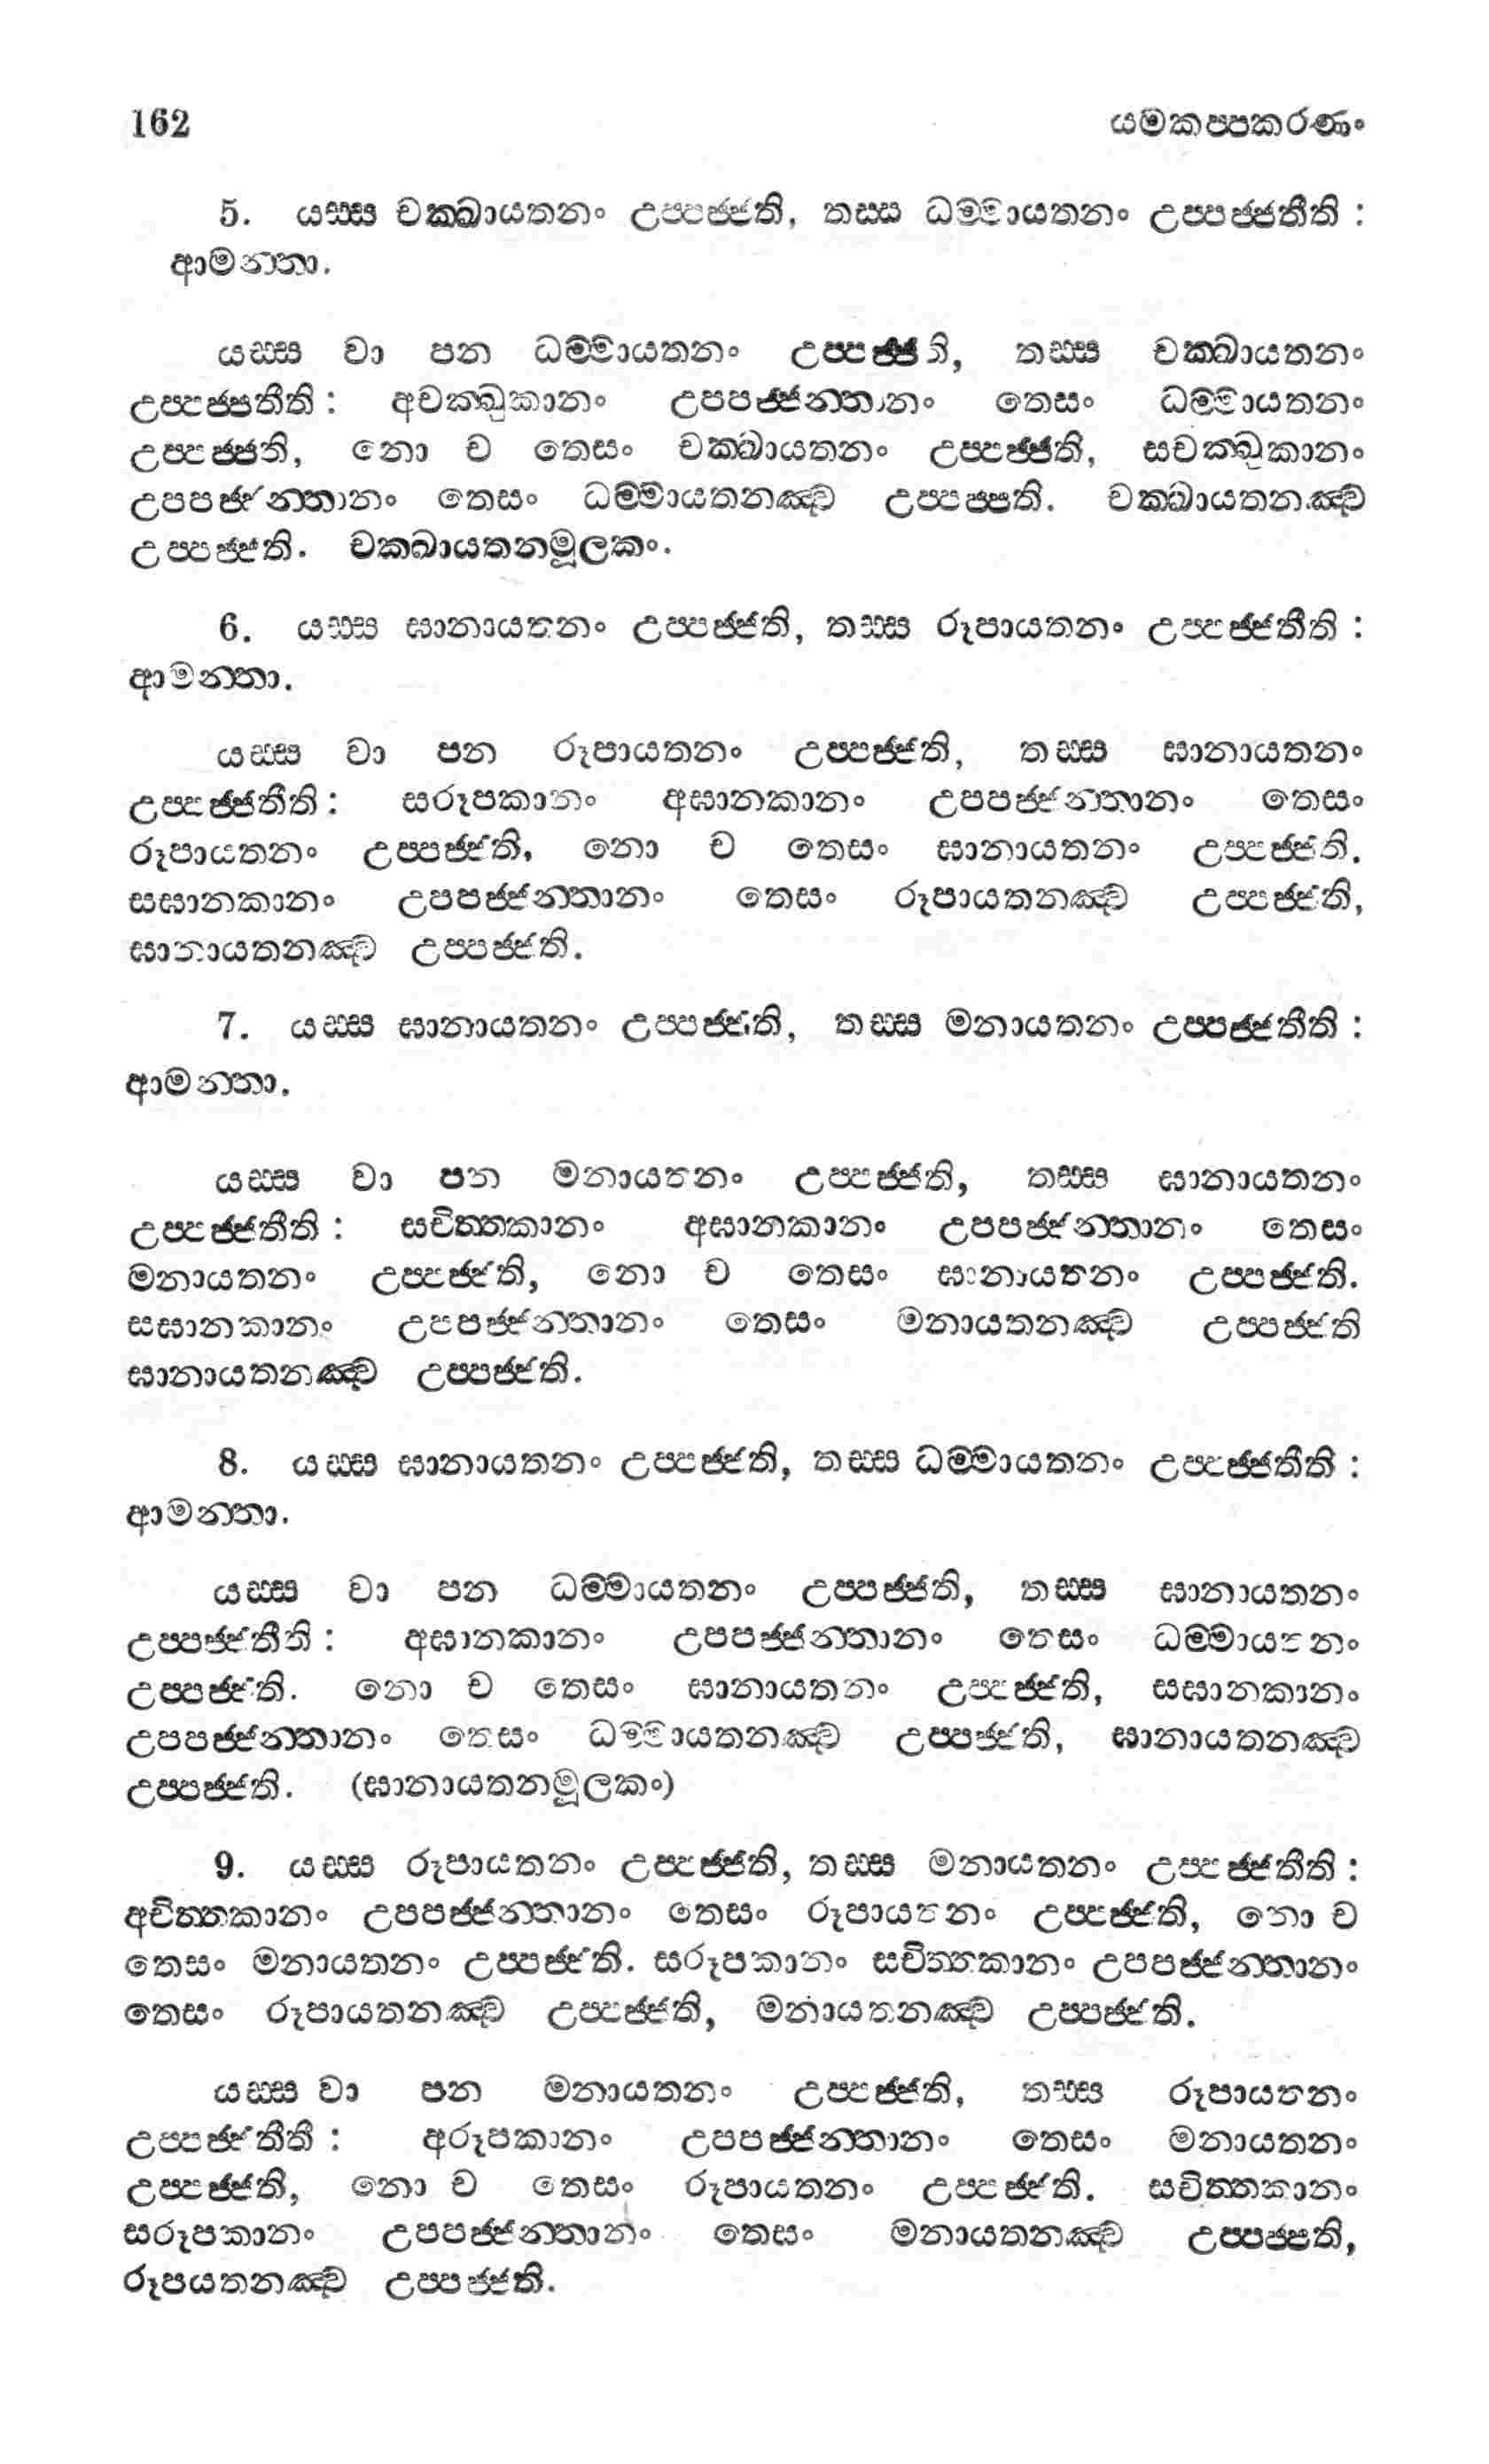 162 යමකප්පකරණං
5. යස්ස චක්ඛායතනං උප්පජ්ජති, තස්ස ධම්මායතනං උප්පජ්ජතීති :
ආමන්තා.
යස්ස වා පන ධම්මායතනං උප්පජ්ජති, තස්ස චක්ඛායතනං
උප්පජ්ජතීති : අචක්ඛුකානං උපපජ්ජන්තානං තෙසං ධම්මායතනං
උප්පජ්ජති, නො ච තෙසං චක්ඛායතනං උප්පජ්ජති, සචක්ඛුකානං
උපපජ්ජන්තානං තෙසං ධම්මායතනඤ්ච උප්පජ්ජති. චක්ඛායතනඤ්ච
උප්පජ්ජති. චක්ඛායතනමූලකං.
6. යස්ස ඝානායතනං උප්පජ්ජති, තස්ස රූපායතනං උප්පජ්ජතීති :
ආමන්තා.
යස්ස වා පන රූපායතනං උප්පජ්ජති, තස්ස ඝානායතනං
උප්පජ්ජතීති : සරූපකානං අඝානකානං උපපජ්ජන්තානං තෙසං
රූපායතනං උප්පජ්ජති, නො ච තෙසං ඝානායතනං උප්පජ්ජති.
සඝානකානං උපපජ්ජන්තානං තෙසං රූපායතනඤ්ච උප්පජ්ජති,
ඝානායතනඤ්ච උප්පජ්ජති.
7. යස්ස ඝානායතනං උප්පජ්ජති, තස්ස මනායතනං උප්පජ්ජතීති :
ආමන්තා.
යස්ස වා පන මනායතනං උප්පජ්ජති, තස්ස ඝානායතනං
උප්පජ්ජතීති : සචිත්තකානං අඝානකානං උපපජ්ජන්තානං තෙසං
මනායතනං උප්පජ්ජති, නො ච තෙසං ඝානායතනං උප්පජ්ජති.
සඝානකානං උපපජ්ජන්තානං තෙසං මනායතනඤ්ච උප්පජ්ජති
ඝානායතනඤ්ච උප්පජ්ජති.
8. යස්ස ඝානායතනං උප්පජ්ජති, තස්ස ධම්මායතනං උප්පජ්ජතීති :
ආමන්තා.
යස්ස වා පන ධම්මායතනං උප්පජ්ජති, තස්ස ඝානායතනං
උප්පජ්ජතීති : අඝානකානං උපපජ්ජන්තානං තෙසං ධම්මායතනං
උප්පජ්ජති. නො ච තෙසං ඝානායතනං උප්පජ්ජති, සඝානකානං
උපපජ්ජන්තානං තෙසං ධම්මායතනඤ්ච උප්පජ්ජති, ඝානායතනඤ්ච
උප්පජ්ජති. (ඝානායතනමූලකං)
9. යස්ස රූපායතනං උප්පජ්ජති, තස්ස මනායතනං උප්පජ්ජතීති :
අචිත්තකානං උපපජ්ජන්තානං තෙසං රූපායතනං උප්පජ්ජති, නො ච
තෙසං මනායතනං උප්පජ්ජති. සරූපකානං සචිත්තකානං උපපජ්ජන්තානං
තෙසං රූපායතනඤ්ච උප්පජ්ජති, මනායතනඤ්ච උප්පජ්ජති.
යස්ස වා පන මනායතනං උප්පජ්ජති, තස්ස රූපායතනං
උප්පජ්ජතීති : අරූපකානං උපපජ්ජන්තානං තෙසං මනායතනං
උප්පජ්ජති, නො ච තෙසං රූපායතනං උප්පජ්ජති. සචිත්තකානං
සරූපකානං උපපජ්ජන්තානං තෙසං මනායතනඤ්ච උප්පජ්ජති,
රූපයතනඤ්ච උප්පජ්ජති.